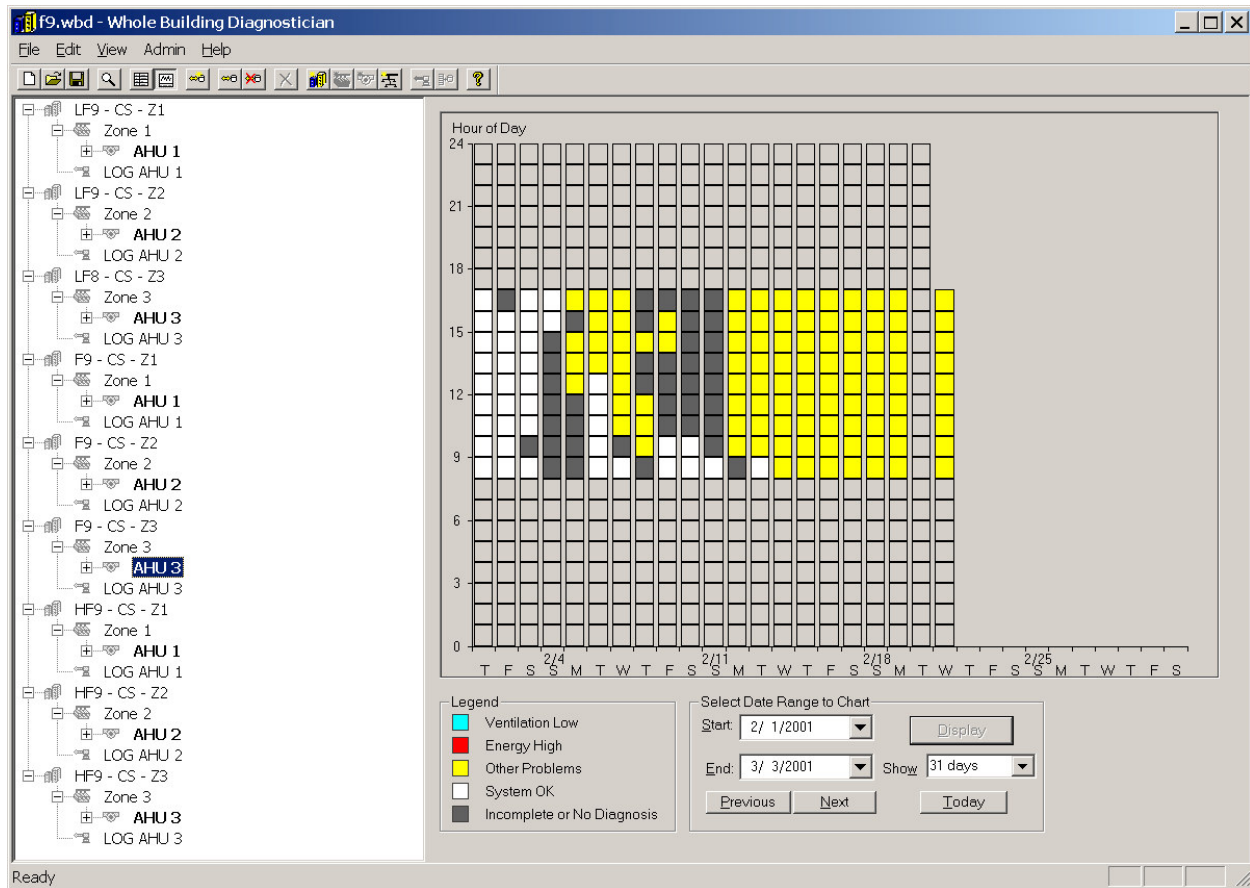 f9.wbd - Whole Building Diagnostician
File Edit View Admin Help
LF9 - CS - Z1
Zone 1
AHU 1
LOG AHU 1
LF9 - CS - Z2
Zone 2
AHU 2
LOG AHU 2
LF8 - CS - Z3
Zone 3
AHU 3
LOG AHU 3
F9 - CS - Z1
Zone 1
AHU 1
LOG AHU 1
F9 - CS - Z2
Zone 2
AHU 2
LOG AHU 2
F9 - CS - Z3
Zone 3
AHU 3
LOG AHU 3
HF9 - CS - Z1
Zone 1
AHU 1
LOG AHU 1
HF9 - CS - Z2
Zone 2
AHU 2
LOG AHU 2
HF9 - CS - Z3
Zone 3
AHU 3
LOG AHU 3
Hour of Day
24
21
18
15
12
9
6
3
0
2/4 2/11 2/18 2/25
T F S S M T W T F S S M T W T F S S M T W T F S S M T W T F S
Legend
Ventilation Low
Energy High
Other Problems
System OK
Incomplete or No Diagnosis
Select Date Range to Chart
Start: 2/ 1/2001 Display
End: 3/ 3/2001 Show 31 days
Previous Next Today
Ready